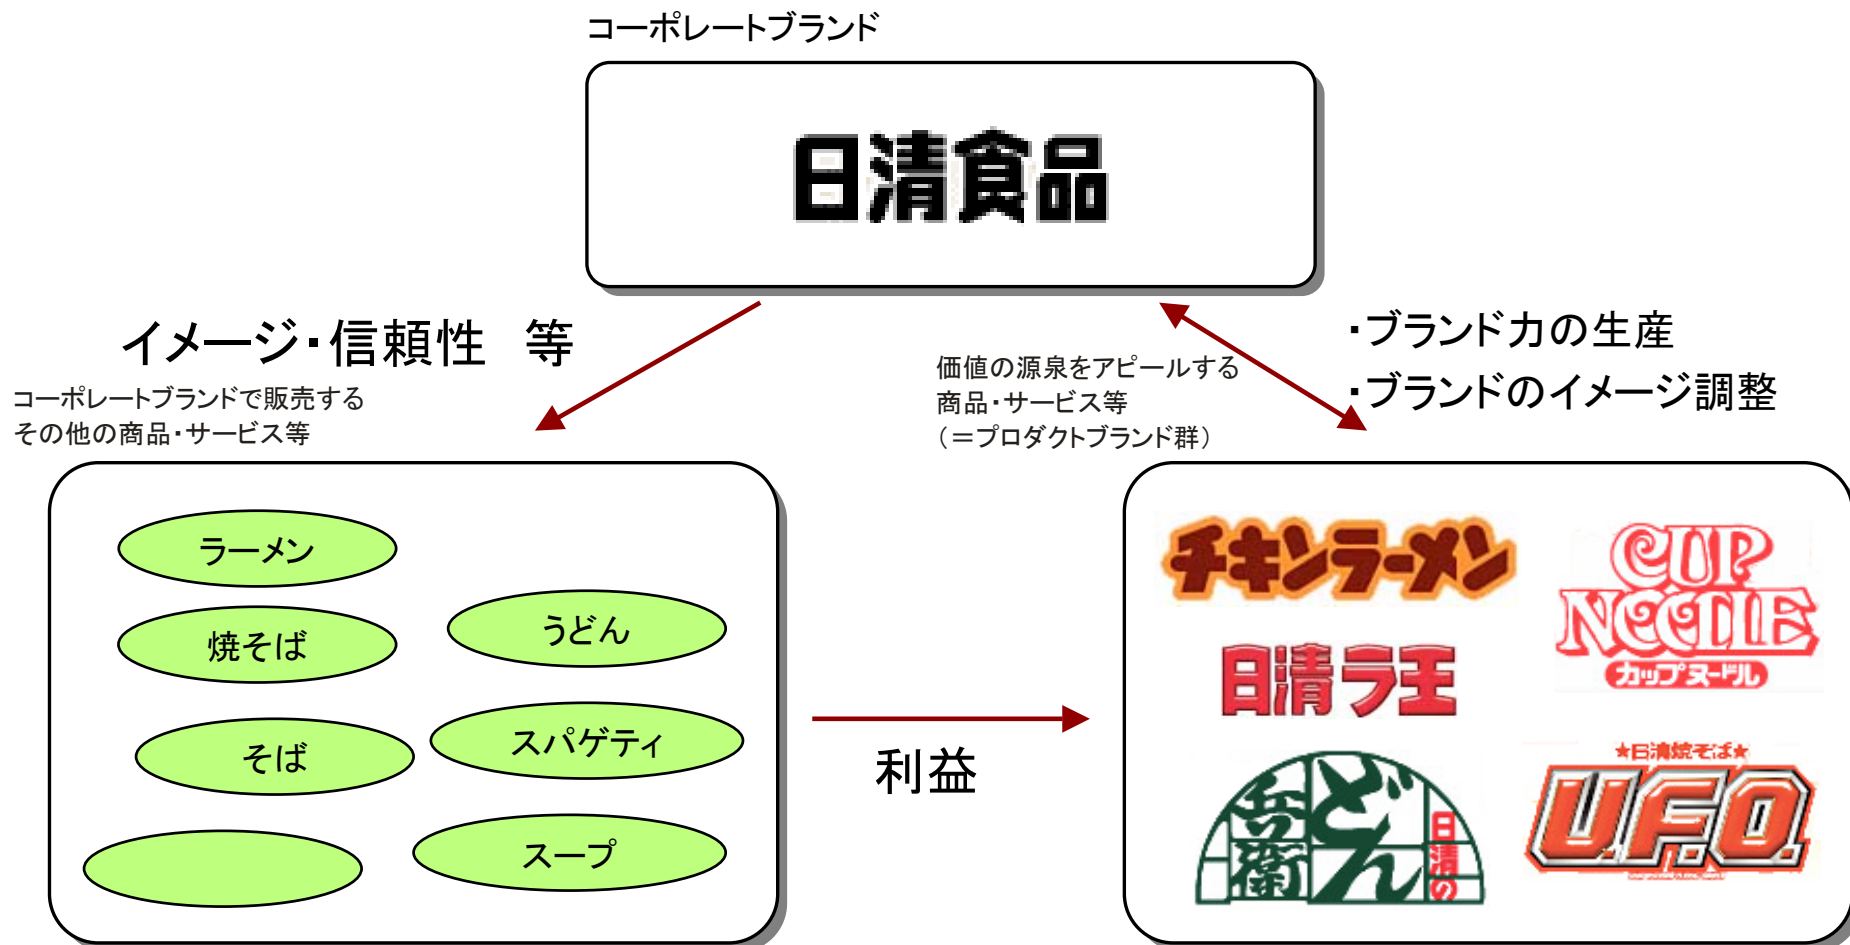 コーポレートブランド
日清食品
イメージ・信頼性　等
コーポレートブランドで販売する
その他の商品・サービス等
価値の源泉をアピールする
商品・サービス等
（＝プロダクトブランド群）
・ブランド力の生産
・ブランドのイメージ調整
ラーメン
焼そば
そば
うどん
スパゲティ
スープ
利益
チキンラーメン
CUP
NOODLE
カップヌードル
日清ラ王
日清の
どん
兵衛
★日清焼そば★
U.F.O.